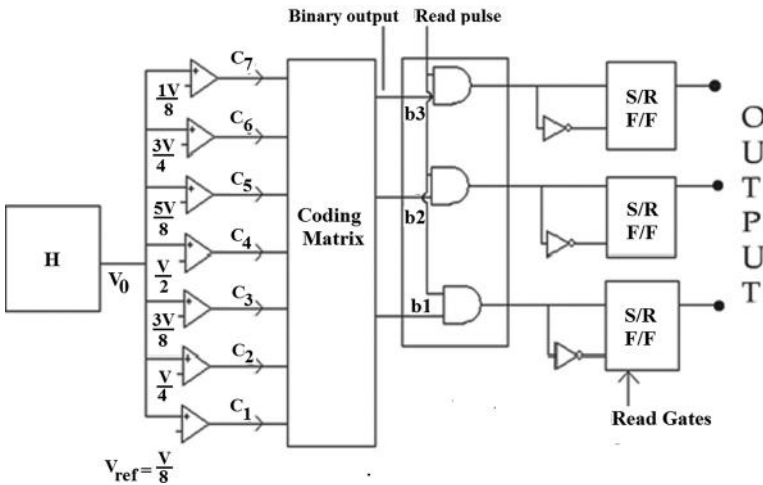 Binary output
Read pulse
C7
1V/8
C6
3V/4
C5
5V/8
C4
V/2
C3
3V/8
C2
V/4
C1
Vref = V/8
H
V0
Coding
Matrix
b3
b2
b1
S/R
F/F
S/R
F/F
S/R
F/F
Read Gates
OUTPUT